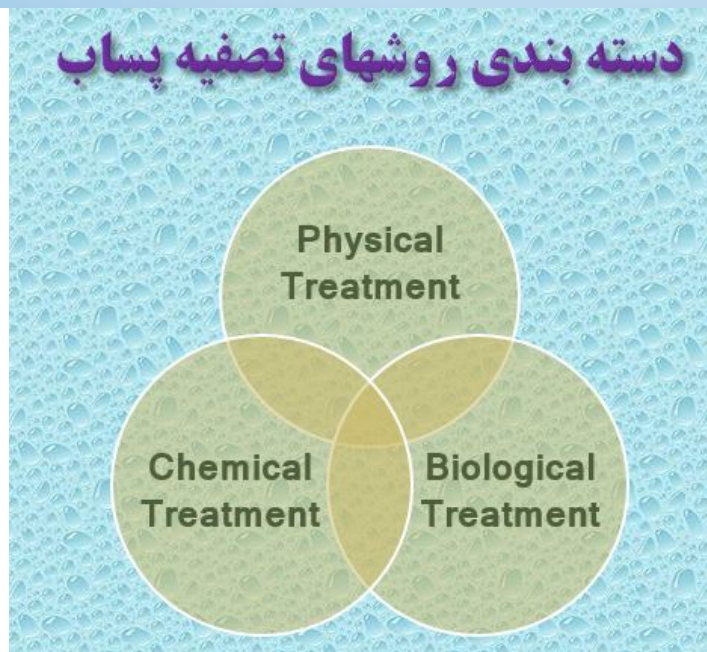 دسته بندی روشهای تصفیه پساب
Physical
Treatment
Chemical
Treatment
Biological
Treatment